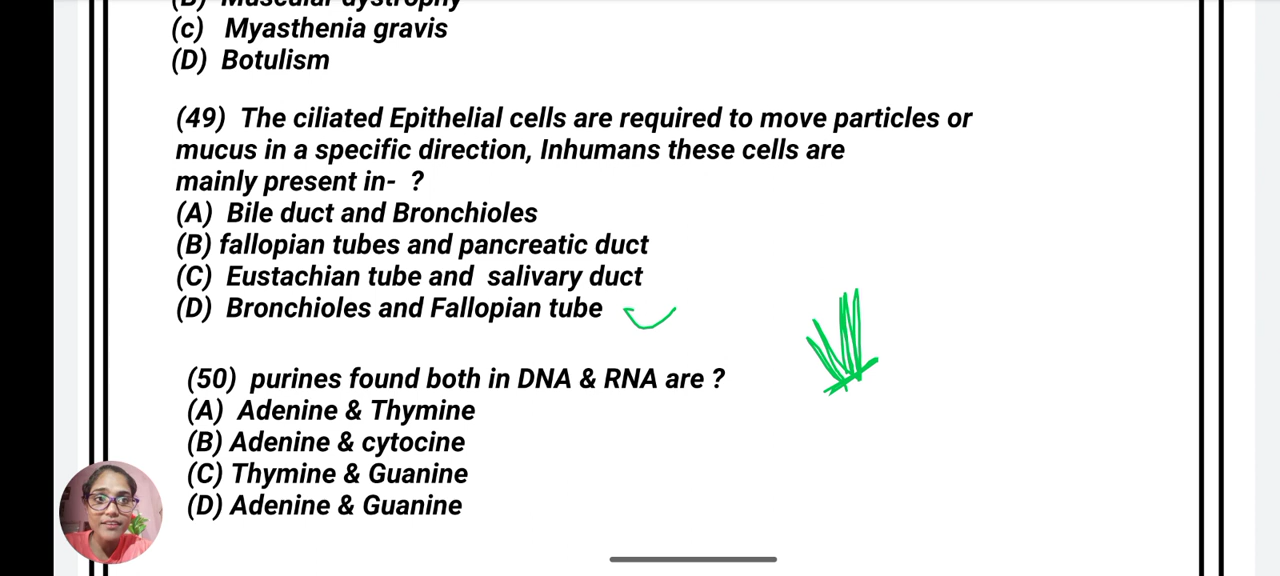 (B) Muscular dystrophy
(c) Myasthenia gravis
(D) Botulism
(49) The ciliated Epithelial cells are required to move particles or
mucus in a specific direction, Inhumans these cells are
mainly present in- ?
(A) Bile duct and Bronchioles
(B) fallopian tubes and pancreatic duct
(C) Eustachian tube and salivary duct
(D) Bronchioles and Fallopian tube
(50) purines found both in DNA & RNA are ?
(A) Adenine & Thymine
(B) Adenine & cytocine
(C) Thymine & Guanine
(D) Adenine & Guanine